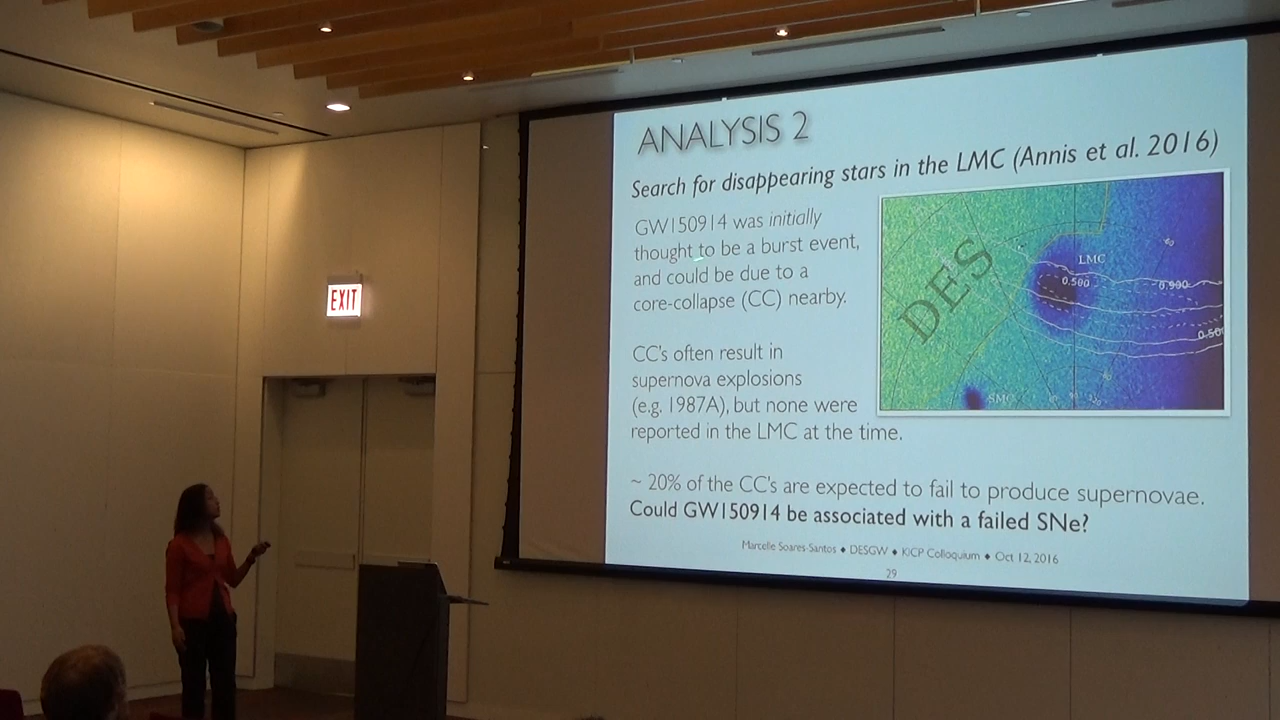 ANALYSIS 2
Search for disappearing stars in the LMC (Annis et al. 2016)
GW150914 was initially
thought to be a burst event,
and could be due to a
core-collapse (CC) nearby.
CC's often result in
supernova explosions
(e.g. 1987A), but none were
reported in the LMC at the time.
~ 20% of the CC's are expected to fail to produce supernovae.
Could GW150914 be associated with a failed SNe?
Marcelle Soares-Santos ♦ DESGW ♦ KICP Colloquium ♦ Oct 12, 2016
29
DES
LMC
0.500
0.900
0.500
SMC
EXIT